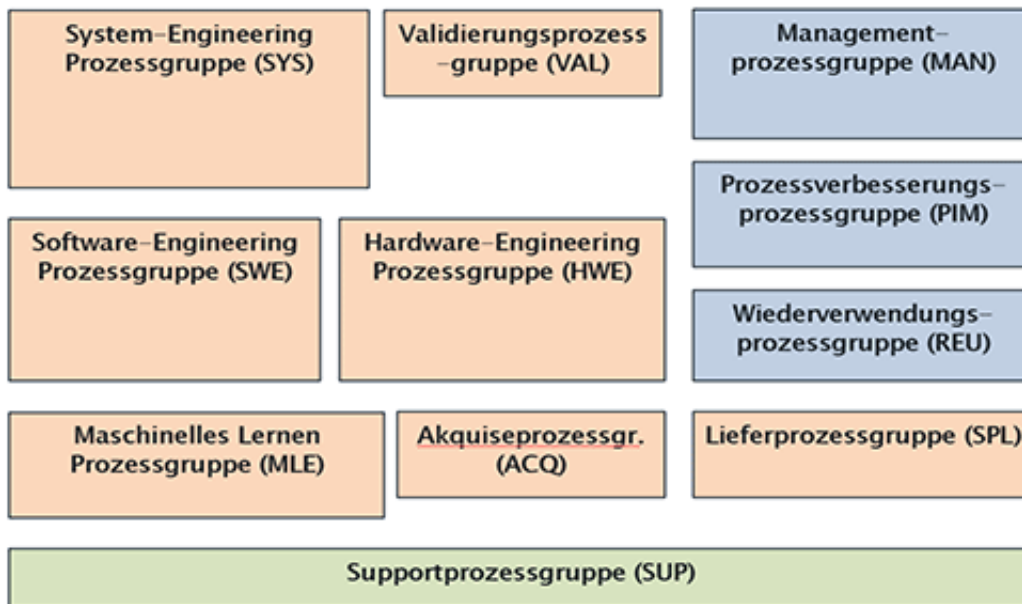 System-Engineering
Prozessgruppe (SYS)
Validierungsprozess
-gruppe (VAL)
Management-
prozessgruppe (MAN)
Prozessverbesserungs-
prozessgruppe (PIM)
Software-Engineering
Prozessgruppe (SWE)
Hardware-Engineering
Prozessgruppe (HWE)
Wiederverwendungs-
prozessgruppe (REU)
Maschinelles Lernen
Prozessgruppe (MLE)
Akquiseprozessgr.
(ACQ)
Lieferprozessgruppe (SPL)
Supportprozessgruppe (SUP)